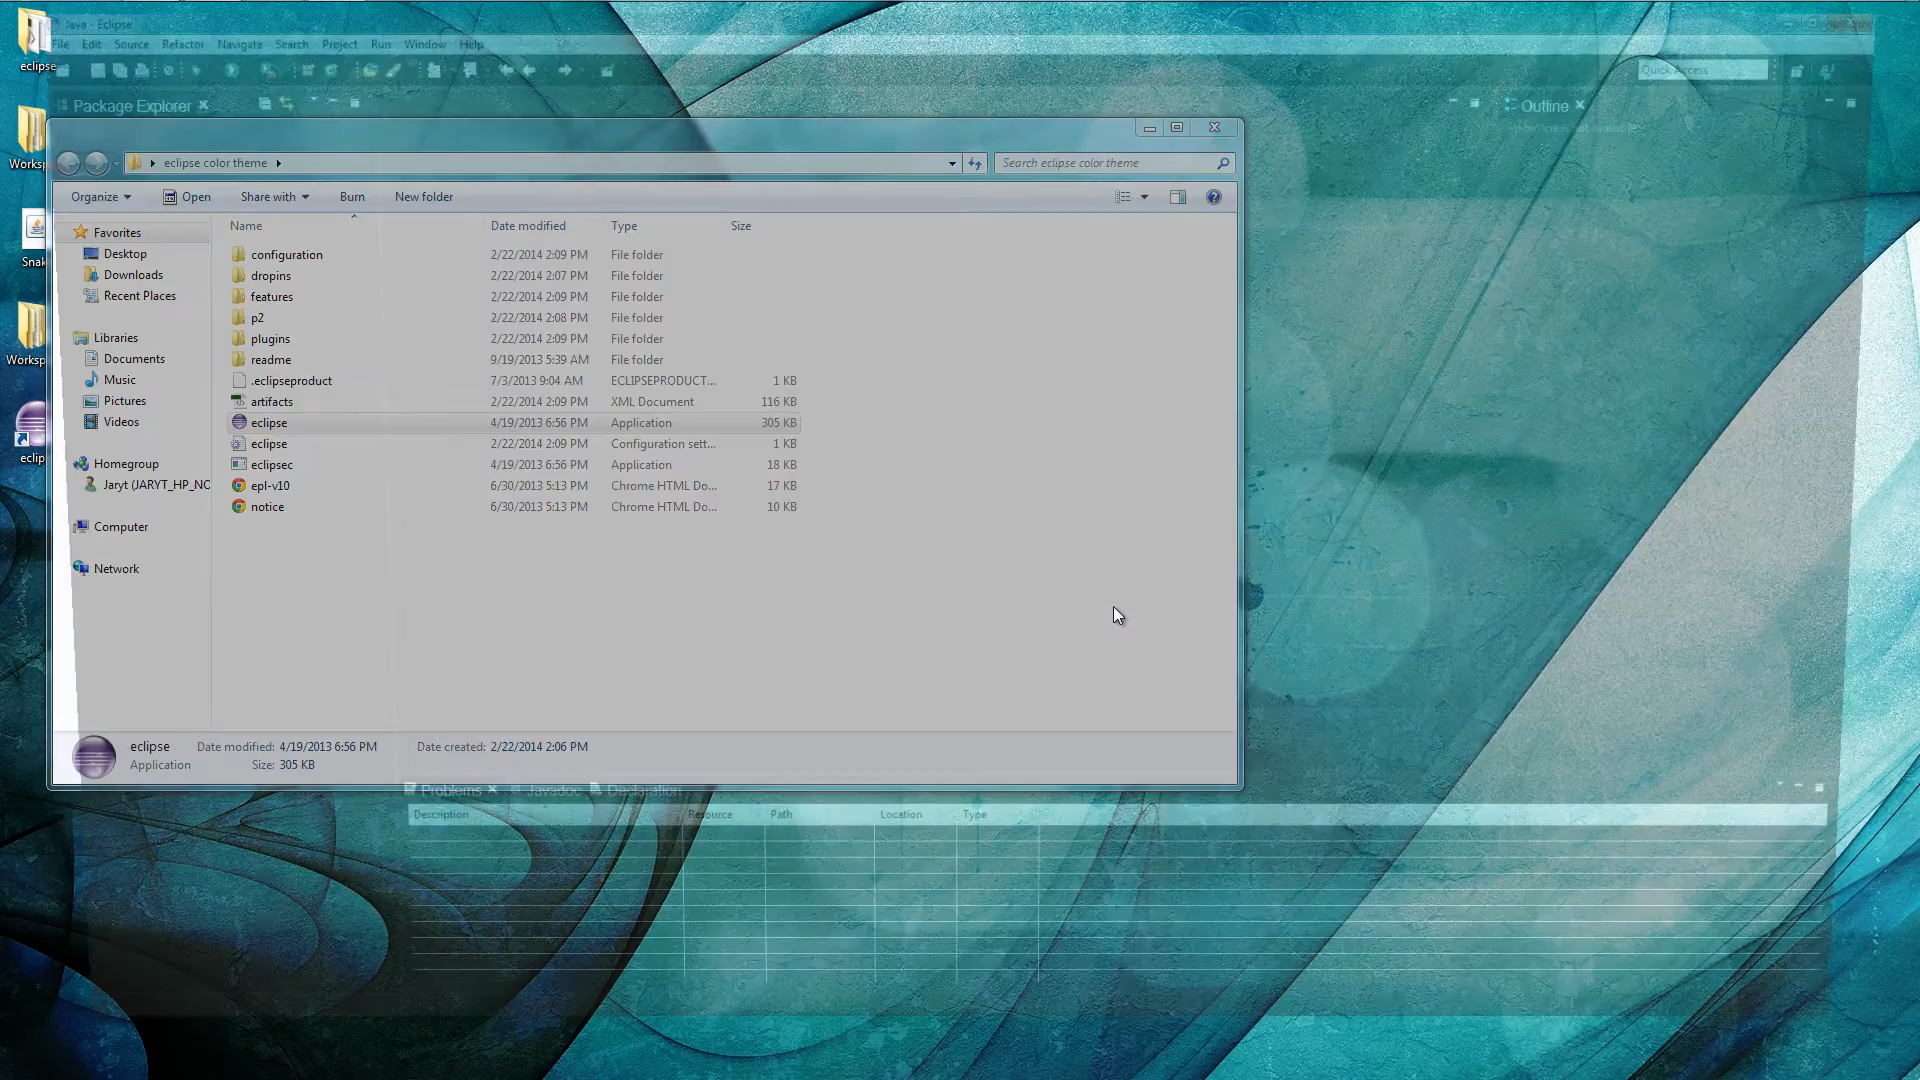 Java - Eclipse
File Edit Source Refactor Navigate Search Project Run Window Help
eclipse
Quick Access
Package Explorer
Outline
eclipse color theme
Search eclipse color theme
Organize Open Share with Burn New folder
Name Date modified Type Size
Favorites
Desktop
Downloads
Recent Places
Libraries
Documents
Music
Pictures
Videos
Homegroup
Jaryt (JARYT_HP_NO
Computer
Network
configuration 2/22/2014 2:09 PM File folder
dropins 2/22/2014 2:07 PM File folder
features 2/22/2014 2:09 PM File folder
p2 2/22/2014 2:08 PM File folder
plugins 2/22/2014 2:09 PM File folder
readme 9/19/2013 5:39 AM File folder
.eclipseproduct 7/3/2013 9:04 AM ECLIPSEPRODUCT... 1 KB
artifacts 2/22/2014 2:09 PM XML Document 116 KB
eclipse 4/19/2013 6:56 PM Application 305 KB
eclipse 2/22/2014 2:09 PM Configuration sett... 1 KB
eclipsec 4/19/2013 6:56 PM Application 18 KB
epl-v10 6/30/2013 5:13 PM Chrome HTML Do... 17 KB
notice 6/30/2013 5:13 PM Chrome HTML Do... 10 KB
Worksp
Snak
Worksp
eclip
eclipse Date modified: 4/19/2013 6:56 PM Date created: 2/22/2014 2:06 PM
Application Size: 305 KB
Problems Javadoc Declaration
Description Resource Path Location Type